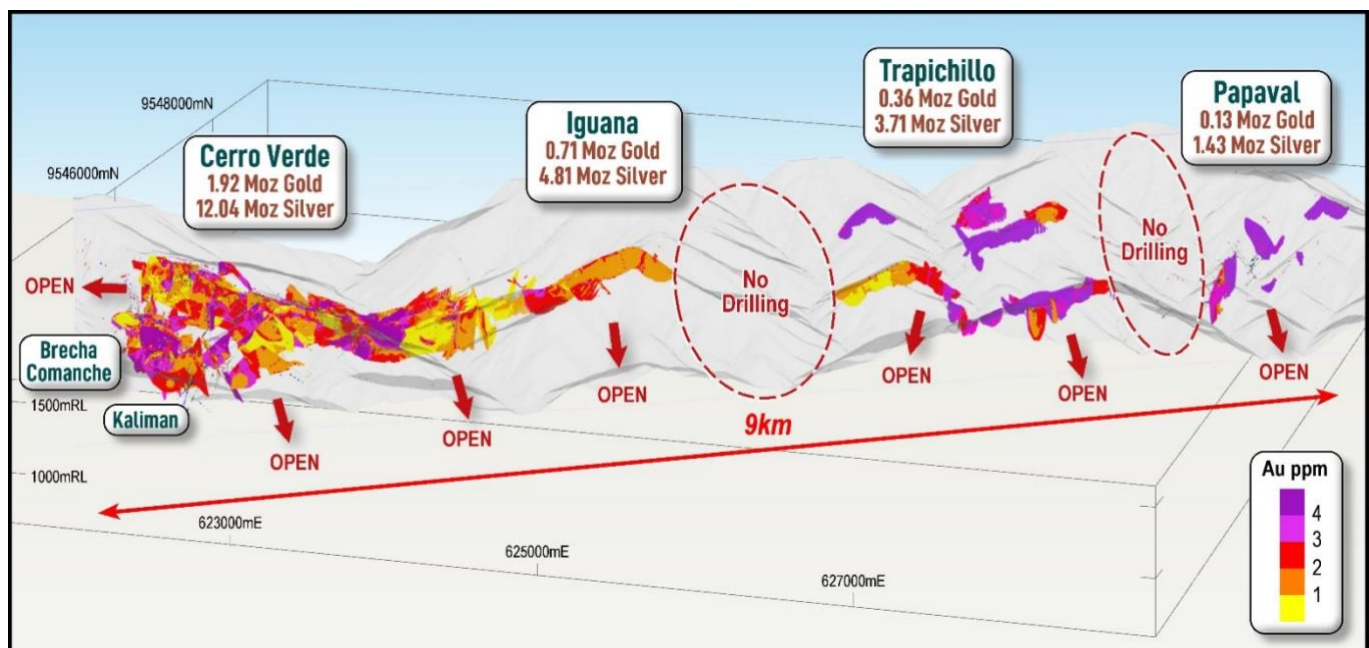 9548000mN
9546000mN
Cerro Verde
1.92 Moz Gold
12.04 Moz Silver
Iguana
0.71 Moz Gold
4.81 Moz Silver
Trapichillo
0.36 Moz Gold
3.71 Moz Silver
Papaval
0.13 Moz Gold
1.43 Moz Silver
No
Drilling
No
Drilling
OPEN
Brecha
Comanche
Kaliman
1500mRL
1000mRL
OPEN
OPEN
OPEN
OPEN
OPEN
OPEN
9km
623000mE
625000mE
627000mE
Au ppm
4
3
2
1